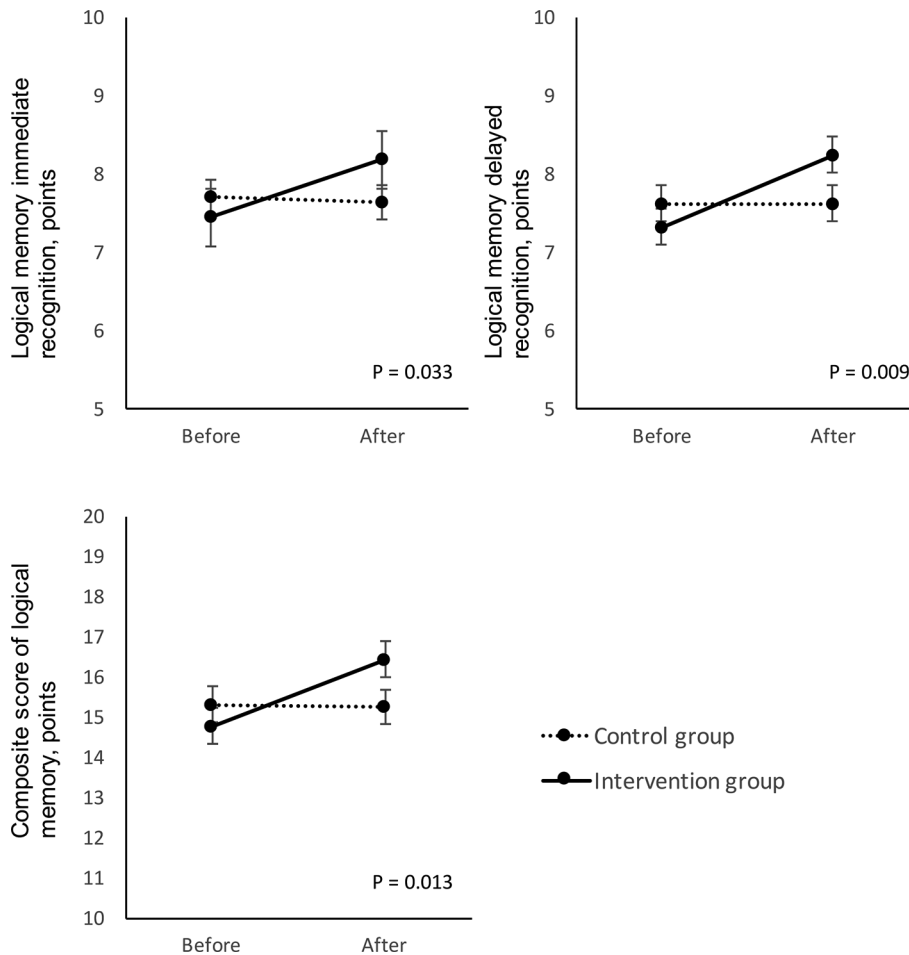 Logical memory immediate
recognition, points
10
9
8
7
6
5
P = 0.033
Before After
Logical memory delayed
recognition, points
10
9
8
7
6
5
P = 0.009
Before After
Composite score of logical
memory, points
20
19
18
17
16
15
14
13
12
11
10
P = 0.013
Before After
Control group
Intervention group